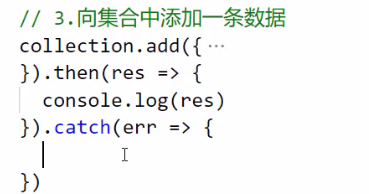 // 3.向集合中添加一条数据
collection.add({ ⋯
}).then(res => {
  console.log(res)
}).catch(err => {
})